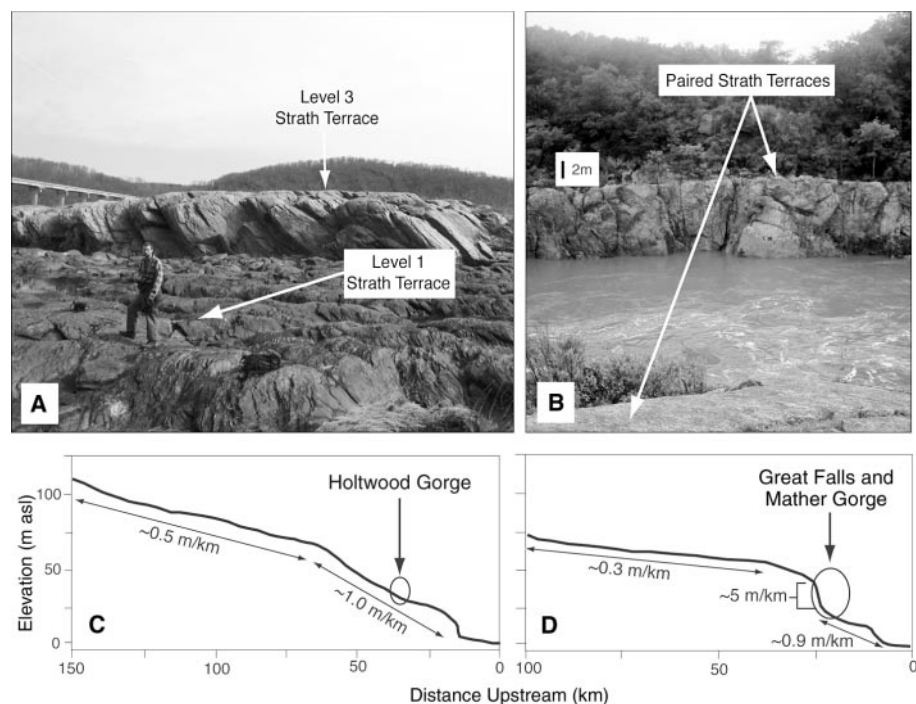 Level 3
Strath Terrace
Level 1
Strath Terrace
A
Paired Strath Terraces
2m
B
Elevation (m asl)
100
50
0
Holtwood Gorge
~0.5 m/km
~1.0 m/km
C
150
100
50
0
Great Falls and
Mather Gorge
~0.3 m/km
~5 m/km
~0.9 m/km
D
100
50
0
Distance Upstream (km)